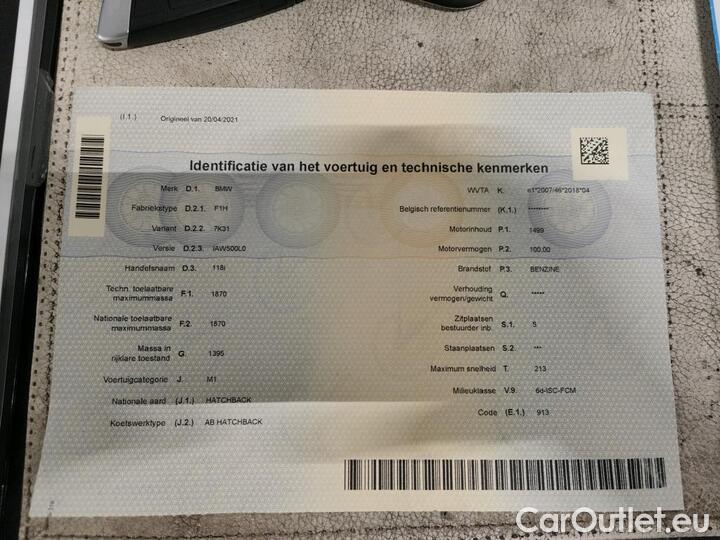 (I.1.) Origineel van 20/04/2021
Identificatie van het voertuig en technische kenmerken
Merk D.1. BMW
Fabriekstype D.2.1. F1H
Variant D.2.2. 7K31
Versie D.2.3. IAW500L0
Handelsnaam D.3. 118i
Techn. toelaatbare
maximummassa F.1. 1870
Nationale toelaatbare
maximummassa F.2. 1870
Massa in
rijklare toestand G. 1395
Voertuigcategorie J. M1
Nationale aard (J.1.) HATCHBACK
Koetswerktype (J.2.) AB HATCHBACK
WVTA K. e1*2007/46*2018*04
Belgisch referentienummer (K.1.) ********
Motorinhoud P.1. 1499
Motorvermogen P.2. 100.00
Brandstof P.3. BENZINE
Verhouding
vermogen/gewicht Q. *****
Zitplaatsen
bestuurder inb. S.1. 5
Staanplaatsen S.2. ***
Maximum snelheid T. 213
Milieuklasse V.9. 6d-ISC-FCM
Code (E.1.) 913
CarOutlet.eu